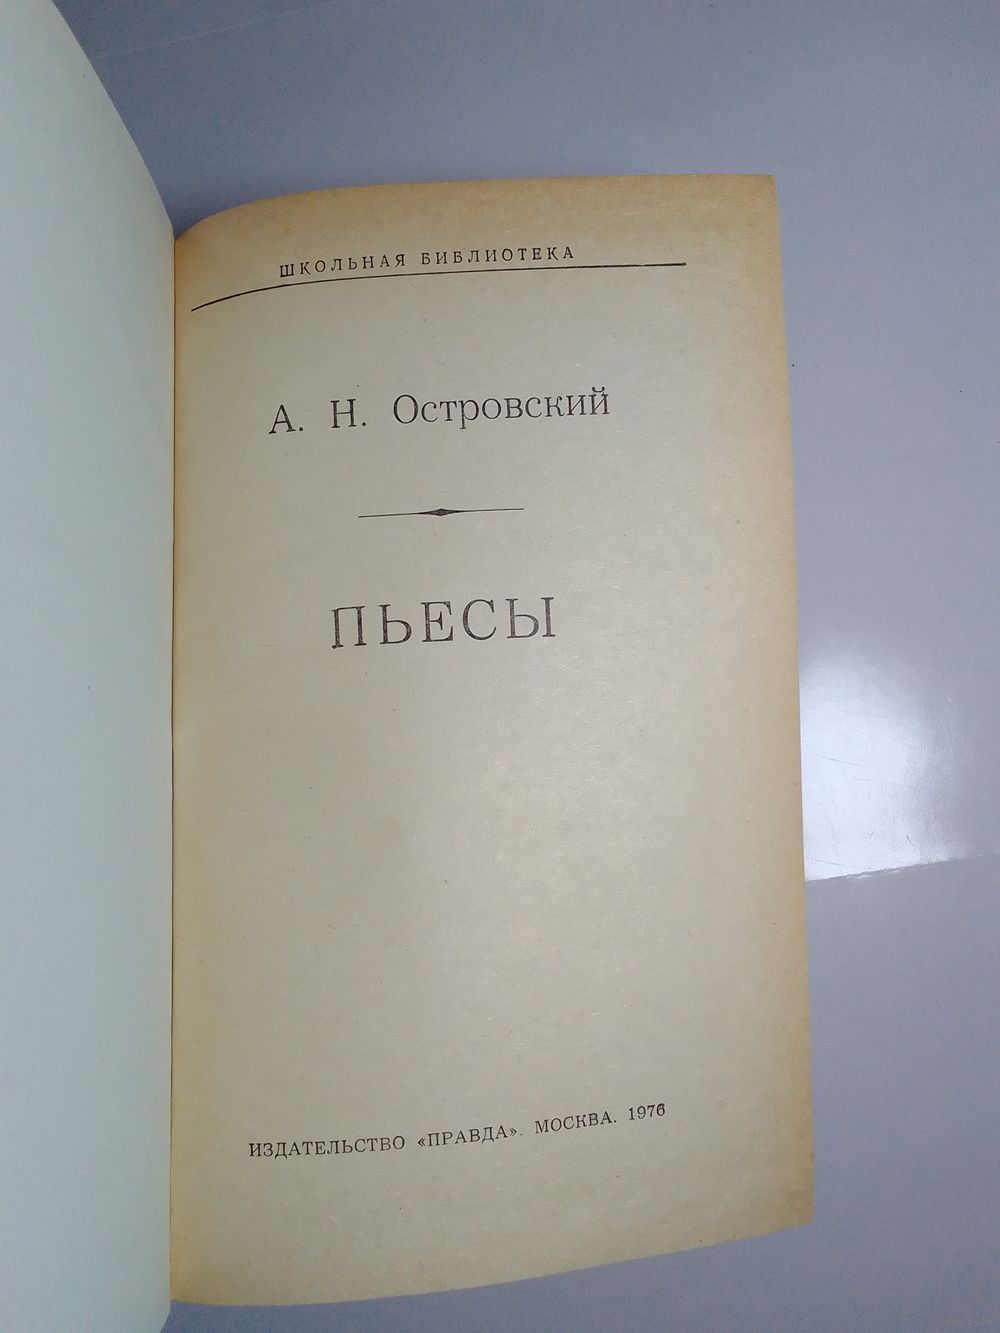 ШКОЛЬНАЯ БИБЛИОТЕКА
А. Н. Островский
ПЬЕСЫ
ИЗДАТЕЛЬСТВО «ПРАВДА». МОСКВА. 1976